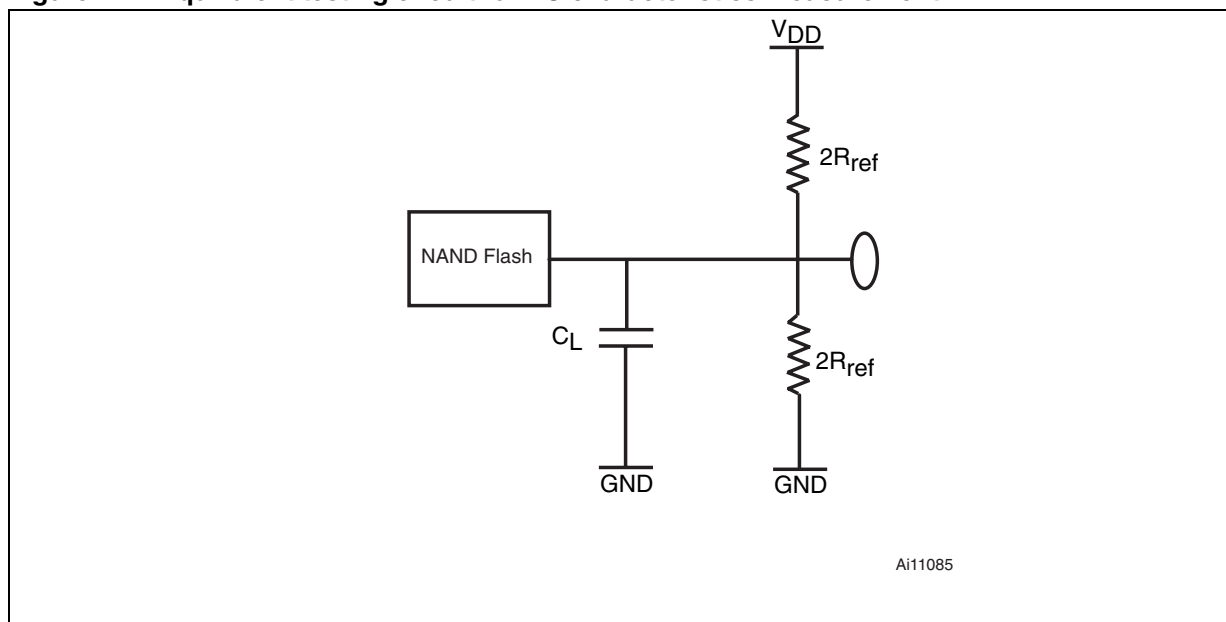 VDD
2Rref
NAND Flash
CL
2Rref
GND
GND
Ai11085